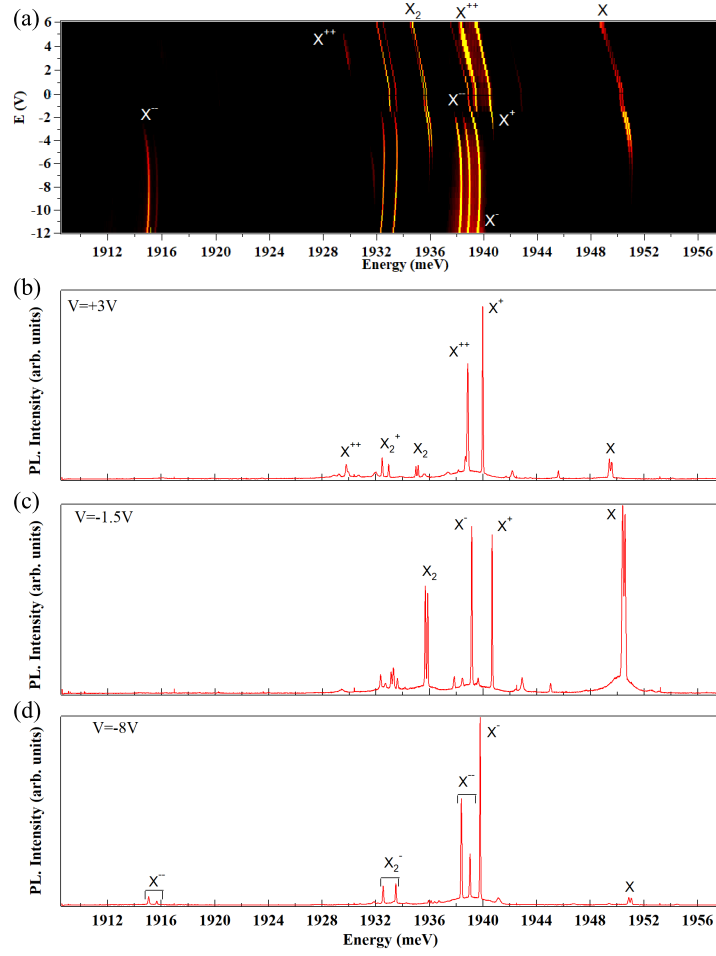 (a)
X₂ X⁺⁺ X
X⁺⁺
X⁻⁻
X⁻⁻
X⁺
X⁻
E (V)
6
4
2
0
-2
-4
-6
-8
-10
-12
1912 1916 1920 1924 1928 1932 1936 1940 1944 1948 1952 1956
Energy (meV)
(b)
V=+3V
PL. Intensity (arb. units)
X⁺⁺ X₂⁺ X₂ X⁺⁺ X⁺ X
(c)
V=-1.5V
PL. Intensity (arb. units)
X₂ X⁻ X⁺ X
(d)
V=-8V
PL. Intensity (arb. units)
X⁻⁻ X₂⁻ X⁻⁻ X⁻ X
1912 1916 1920 1924 1928 1932 1936 1940 1944 1948 1952 1956
Energy (meV)